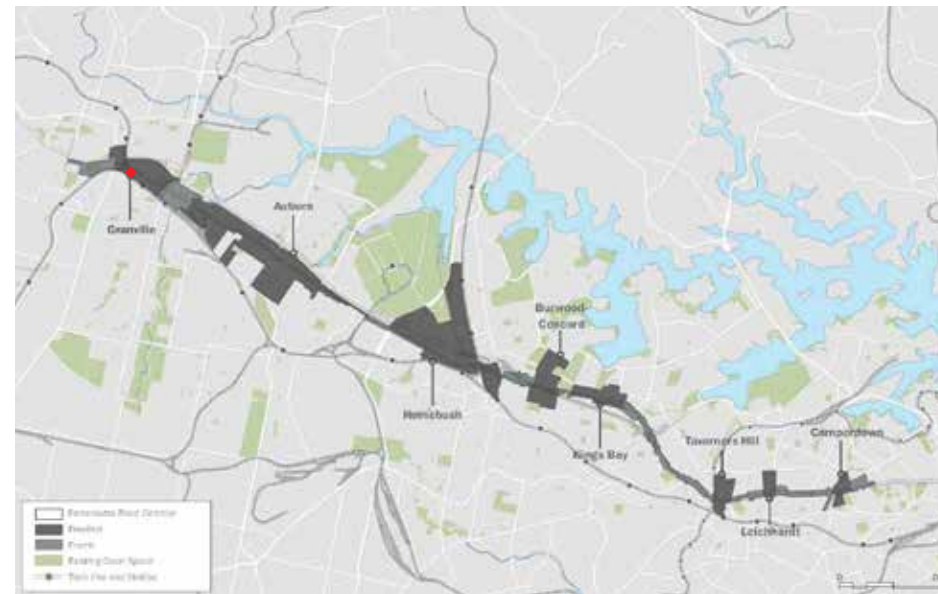 Granville
Auburn
Burwood-
Concord
Homebush
Kings Bay
Taverners Hill
Camperdown
Leichhardt
Parramatta Road Corridor
Precinct
Frame
Existing Open Space
Train line and Station
0